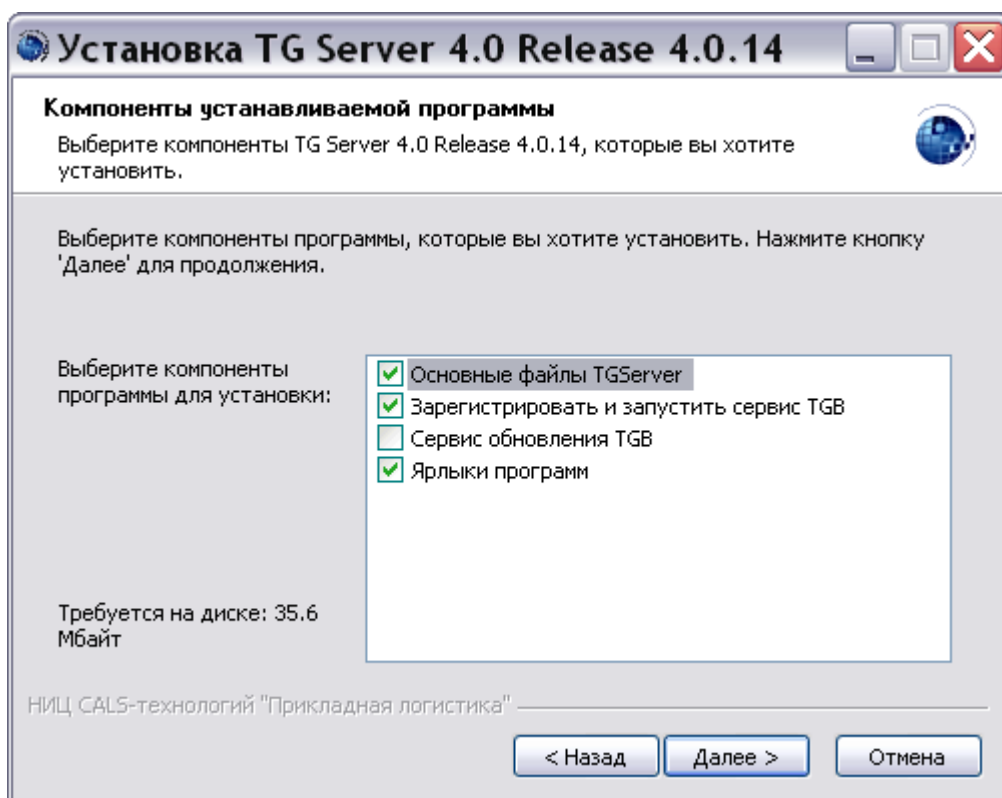 Установка TG Server 4.0 Release 4.0.14
Компоненты устанавливаемой программы
Выберите компоненты TG Server 4.0 Release 4.0.14, которые вы хотите
установить.
Выберите компоненты программы, которые вы хотите установить. Нажмите кнопку
'Далее' для продолжения.
Выберите компоненты
программы для установки:
Основные файлы TGServer
Зарегистрировать и запустить сервис TGB
Сервис обновления TGB
Ярлыки программ
Требуется на диске: 35.6
Мбайт
НИЦ CALS-технологий "Прикладная логистика"
< Назад
Далее >
Отмена